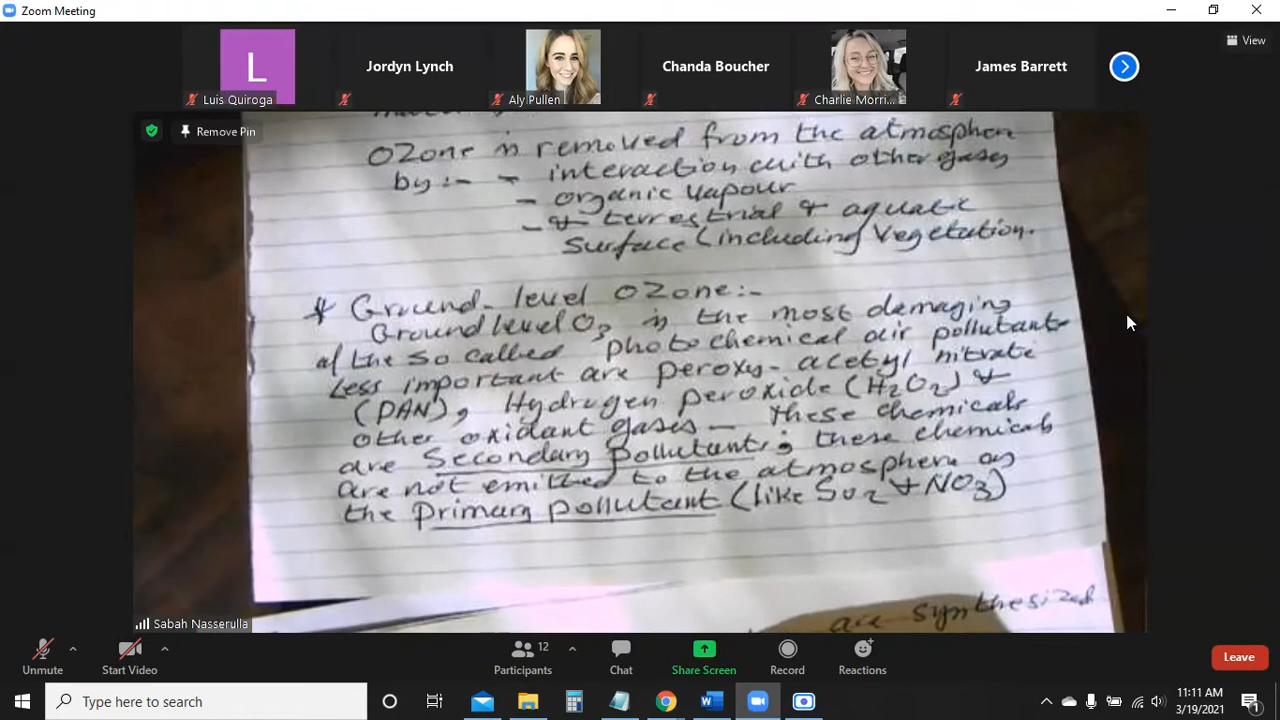 Zoom Meeting
View
L
Luis Quiroga
Jordyn Lynch
Aly Pullen
Chanda Boucher
Charlie Morri...
James Barrett
Remove Pin
OZone is removed from the atmospher
by :- - interaction with other gases
- organic vapour
- terrestrial & aquatic
surface (including vegetation.
* Ground-level OZone :-
Ground level O3 is the most damaging
of the so called photochemical air pollutant
Less important are peroxy-acetyl nitrate
(PAN), Hydrogen peroxide (H2O2) &
other oxidant gases - these chemicals
are Secondary pollutant; these chemicals
are not emitted to the atmosphere as
the primary pollutant (like SO2 & NO3)
air synthesized
Sabah Nasserulla
Unmute
Start Video
12
Participants
Chat
Share Screen
Record
Reactions
Leave
Type here to search
11:11 AM
3/19/2021